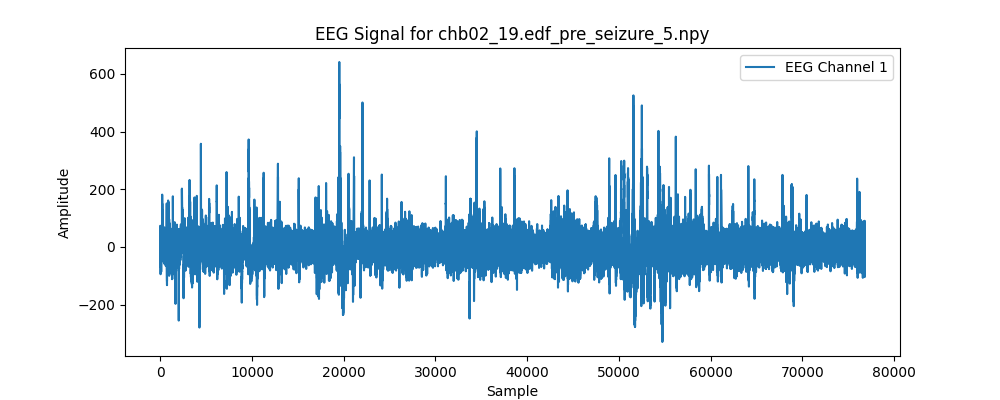 EEG Signal for chb02_19.edf_pre_seizure_5.npy
EEG Channel 1
Amplitude
600
400
200
0
−200
0 10000 20000 30000 40000 50000 60000 70000 80000
Sample